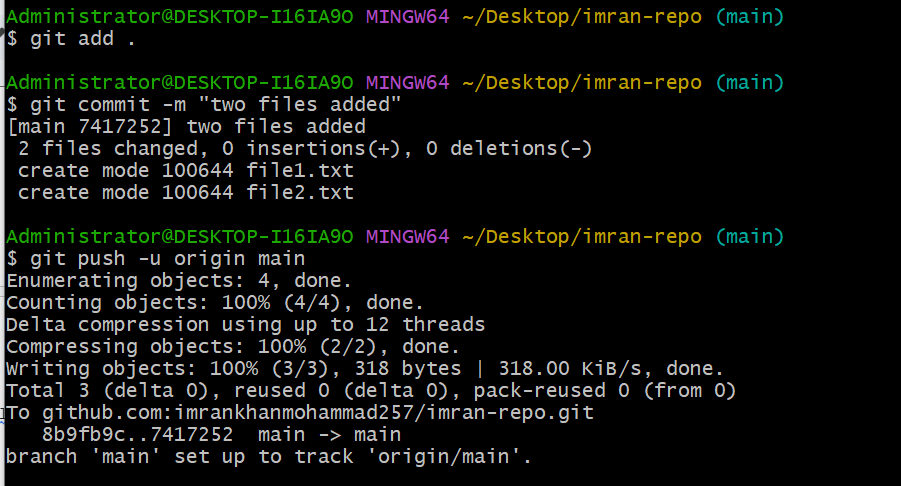 Administrator@DESKTOP-I16IA9O MINGW64 ~/Desktop/imran-repo (main)
$ git add .
Administrator@DESKTOP-I16IA9O MINGW64 ~/Desktop/imran-repo (main)
$ git commit -m "two files added"
[main 7417252] two files added
 2 files changed, 0 insertions(+), 0 deletions(-)
 create mode 100644 file1.txt
 create mode 100644 file2.txt
Administrator@DESKTOP-I16IA9O MINGW64 ~/Desktop/imran-repo (main)
$ git push -u origin main
Enumerating objects: 4, done.
Counting objects: 100% (4/4), done.
Delta compression using up to 12 threads
Compressing objects: 100% (2/2), done.
Writing objects: 100% (3/3), 318 bytes | 318.00 KiB/s, done.
Total 3 (delta 0), reused 0 (delta 0), pack-reused 0 (from 0)
To github.com:imrankhanmohammad257/imran-repo.git
   8b9fb9c..7417252  main -> main
branch 'main' set up to track 'origin/main'.